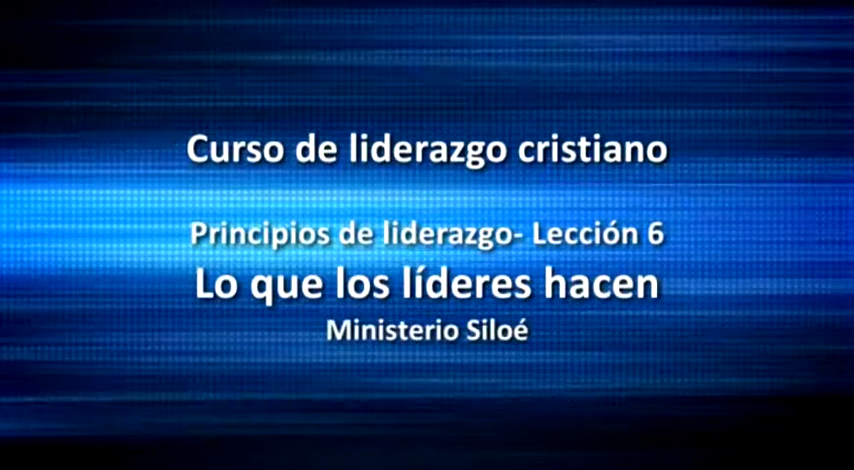 Curso de liderazgo cristiano
Principios de liderazgo- Lección 6
Lo que los líderes hacen
Ministerio Siloé